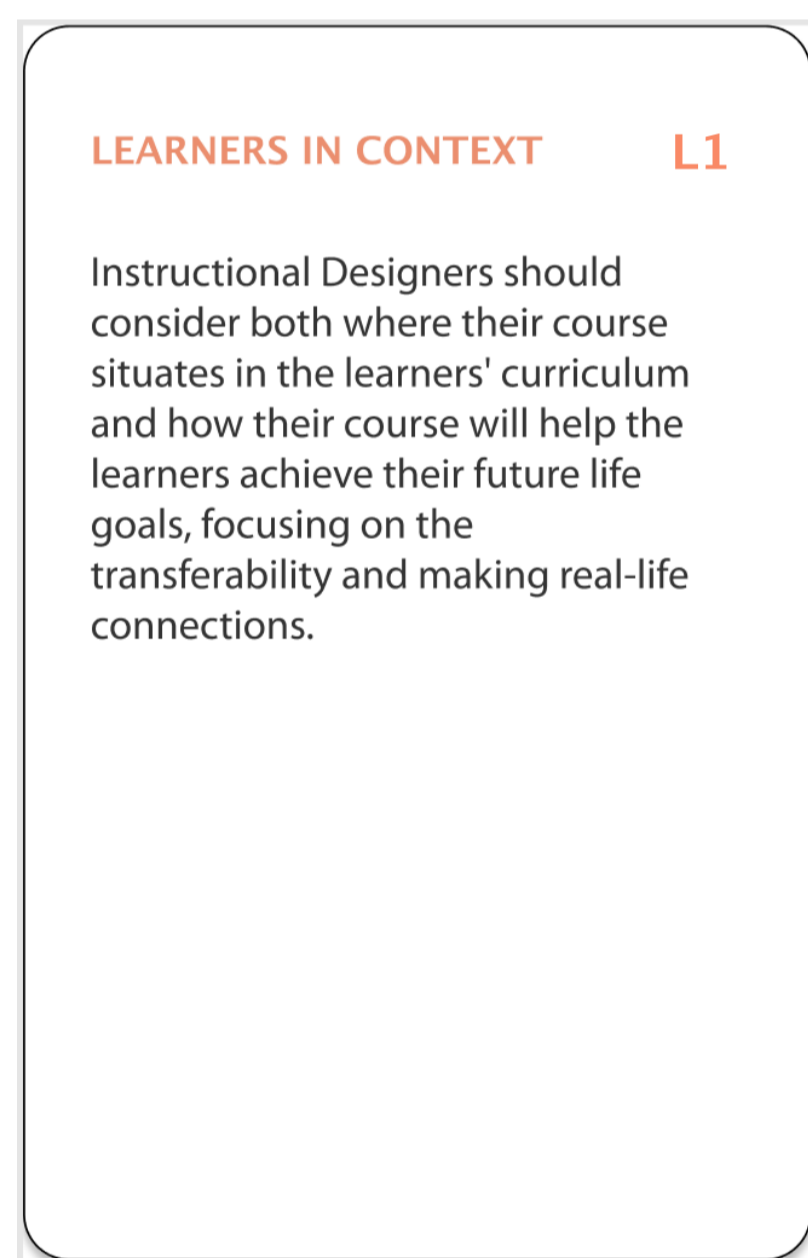 LEARNERS IN CONTEXT L1
Instructional Designers should
consider both where their course
situates in the learners' curriculum
and how their course will help the
learners achieve their future life
goals, focusing on the
transferability and making real-life
connections.